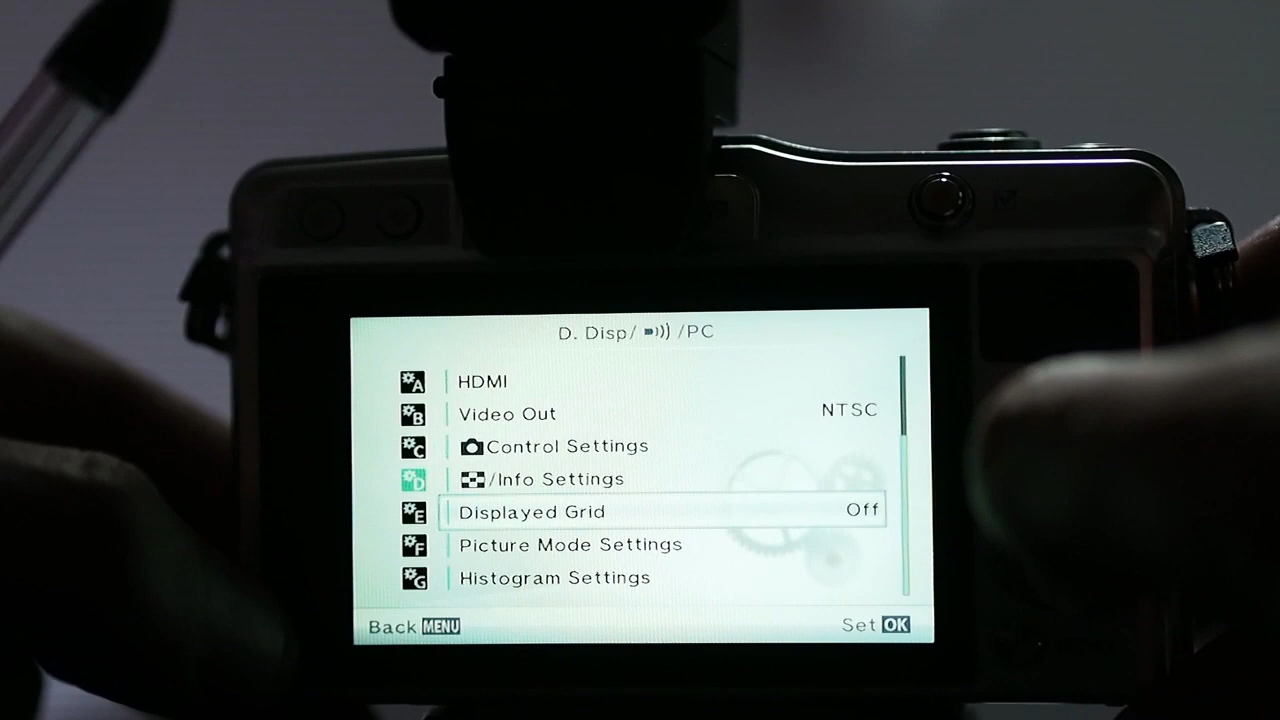 D. Disp/ /PC
A HDMI
B Video Out NTSC
C Control Settings
D /Info Settings
E Displayed Grid Off
F Picture Mode Settings
G Histogram Settings
Back MENU Set OK